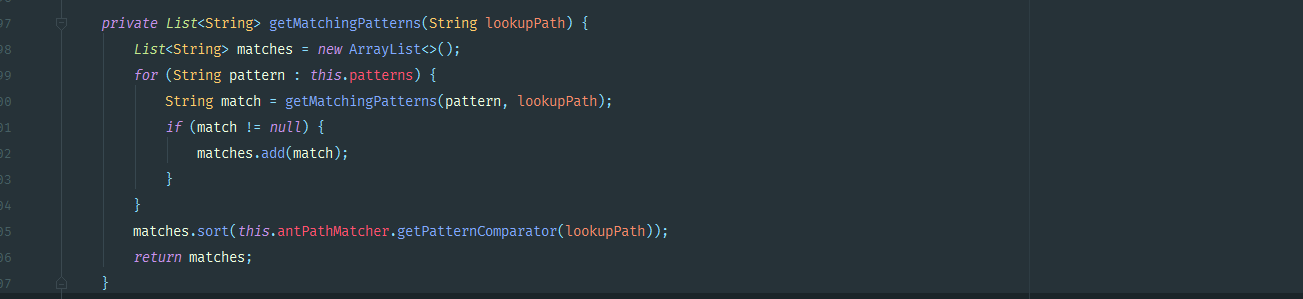 97 private List<String> getMatchingPatterns(String lookupPath) {
98 List<String> matches = new ArrayList<>();
99 for (String pattern : this.patterns) {
00 String match = getMatchingPatterns(pattern, lookupPath);
01 if (match != null) {
02 matches.add(match);
03 }
04 }
05 matches.sort(this.antPathMatcher.getPatternComparator(lookupPath));
06 return matches;
07 }